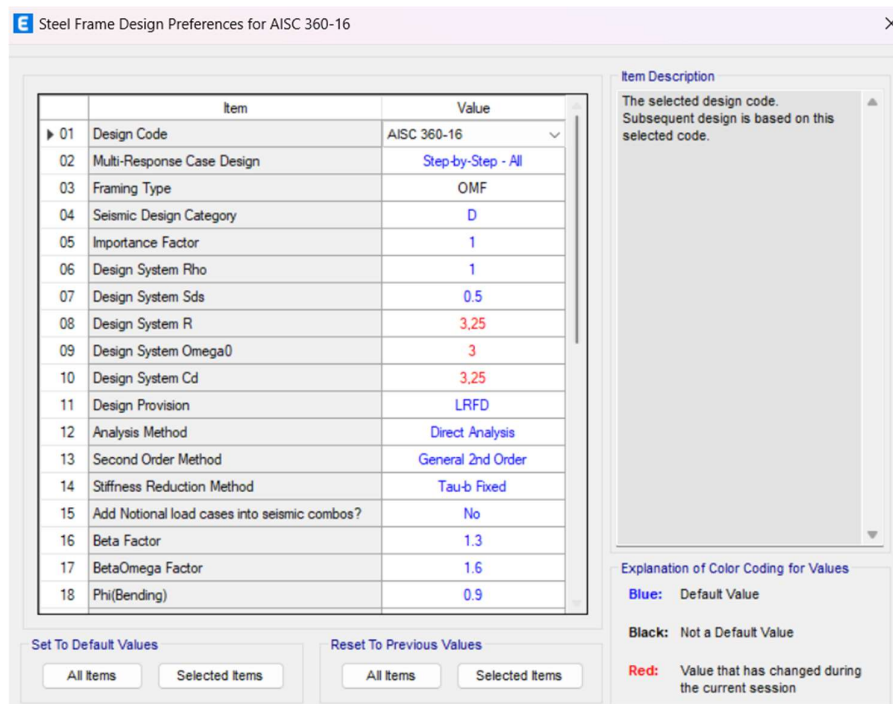 E Steel Frame Design Preferences for AISC 360-16
Item Value
01 Design Code AISC 360-16
02 Multi-Response Case Design Step-by-Step - All
03 Framing Type OMF
04 Seismic Design Category D
05 Importance Factor 1
06 Design System Rho 1
07 Design System Sds 0.5
08 Design System R 3,25
09 Design System Omega0 3
10 Design System Cd 3,25
11 Design Provision LRFD
12 Analysis Method Direct Analysis
13 Second Order Method General 2nd Order
14 Stiffness Reduction Method Tau-b Fixed
15 Add Notional load cases into seismic combos? No
16 Beta Factor 1.3
17 BetaOmega Factor 1.6
18 Phi(Bending) 0.9
Set To Default Values
All Items Selected Items
Reset To Previous Values
All Items Selected Items
Item Description
The selected design code.
Subsequent design is based on this
selected code.
Explanation of Color Coding for Values
Blue: Default Value
Black: Not a Default Value
Red: Value that has changed during
the current session